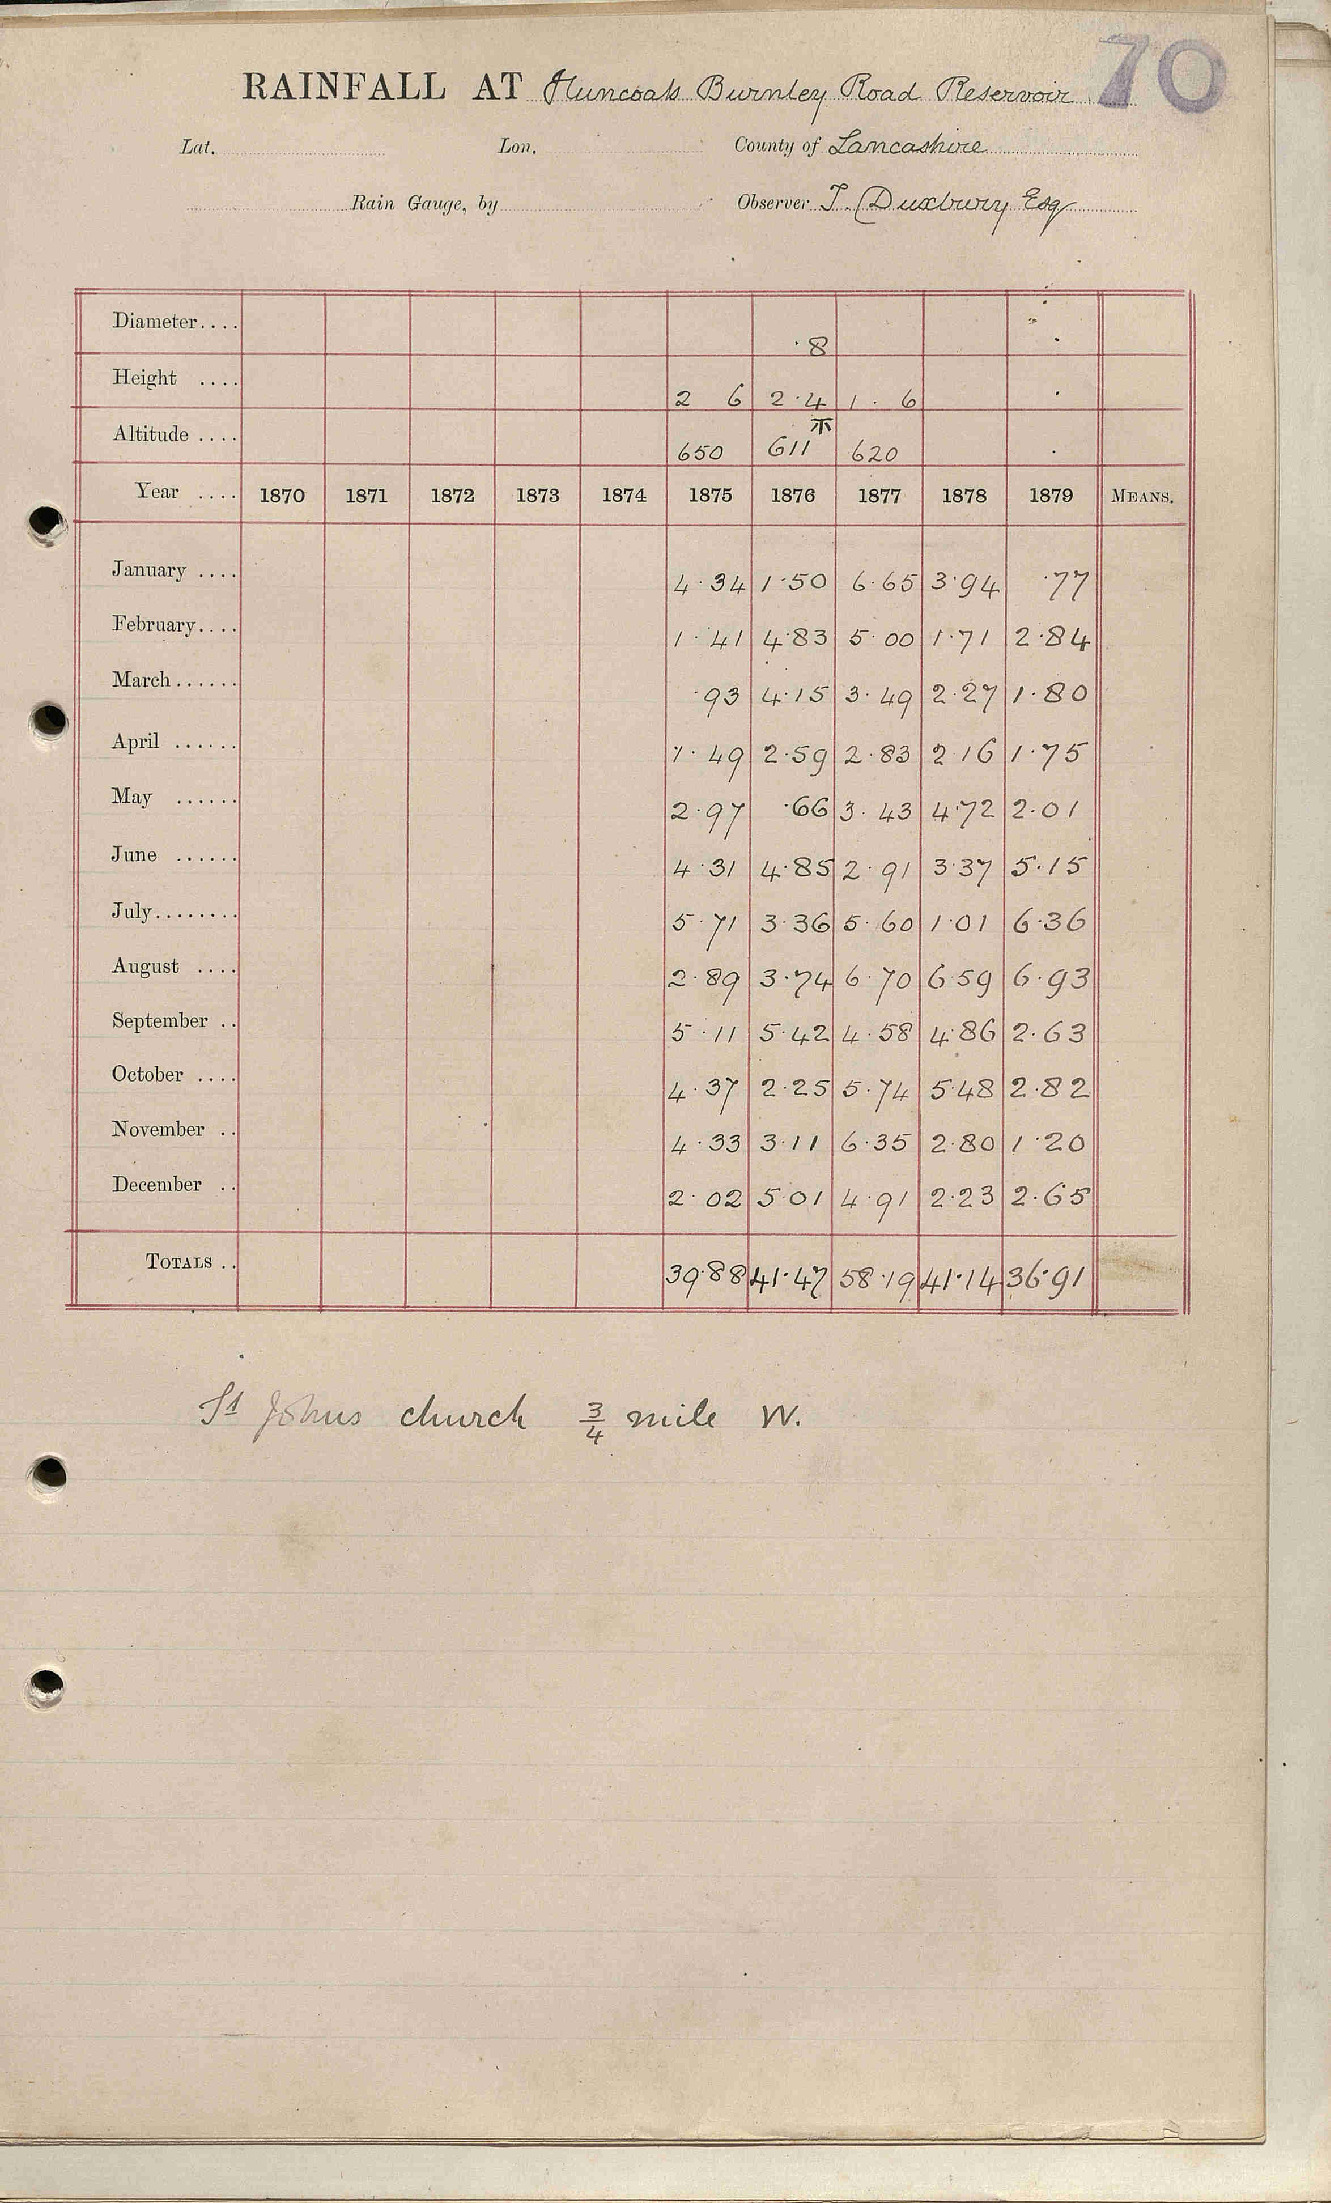 70
RAINFALL AT Huncoats Burnley Road Reservoir
Lat. Lon. County of Lancashire
Rain Gauge, by Observer T. Duxbury Esq
Diameter.... ·8
Height .... 2 6 2·4 1· 6
Altitude .... 650 611 620
Year .... 1870 1871 1872 1873 1874 1875 1876 1877 1878 1879 MEANS.
January .... 4·34 1·50 6·65 3·94 ·77
February.... 1·41 4·83 5·00 1·71 2·84
March...... ·93 4·15 3·49 2·27 1·80
April ...... 1·49 2·59 2·83 2·16 1·75
May ...... 2·97 ·66 3·43 4·72 2·01
June ...... 4·31 4·85 2·91 3·37 5·15
July........ 5·71 3·36 5·60 1·01 6·36
August .... 2·89 3·74 6·70 6·59 6·93
September .. 5·11 5·42 4·58 4·86 2·63
October .... 4·37 2·25 5·74 5·48 2·82
November .. 4·33 3·11 6·35 2·80 1·20
December .. 2·02 5·01 4·91 2·23 2·65
TOTALS .. 39·88 41·47 58·19 41·14 36·91
St Johns church 3/4 mile W.